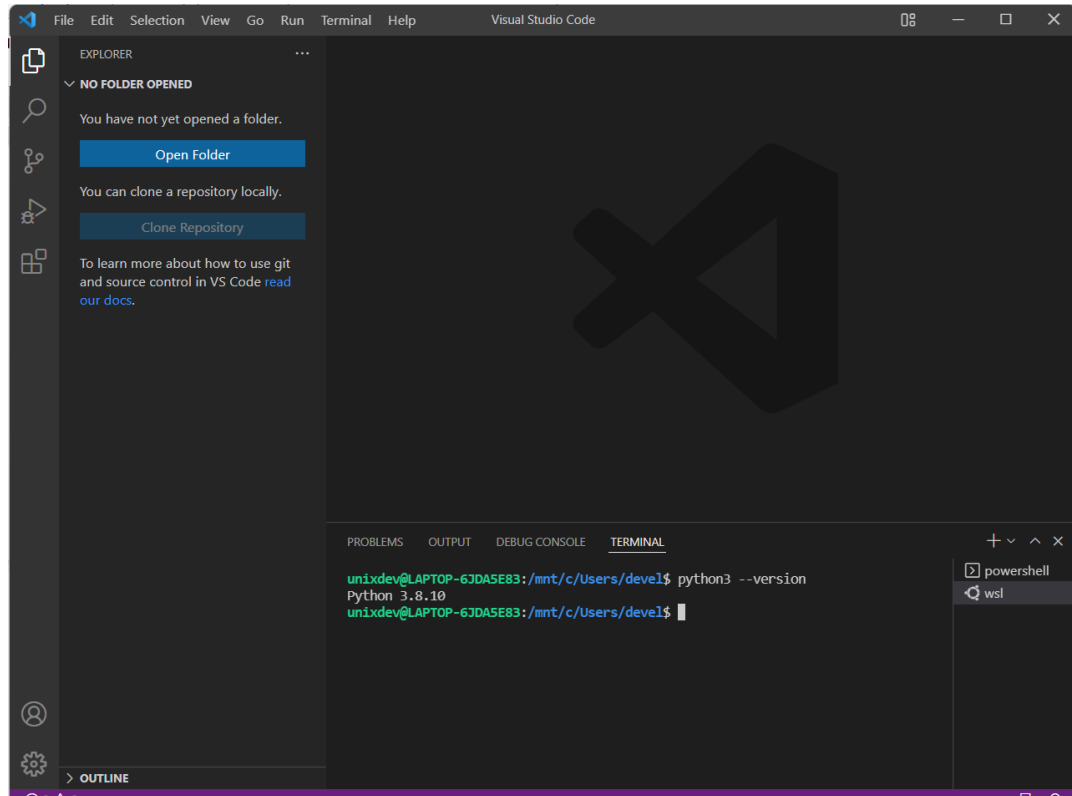 File Edit Selection View Go Run Terminal Help Visual Studio Code
EXPLORER ···
NO FOLDER OPENED
You have not yet opened a folder.
Open Folder
You can clone a repository locally.
Clone Repository
To learn more about how to use git
and source control in VS Code read
our docs.
OUTLINE
PROBLEMS OUTPUT DEBUG CONSOLE TERMINAL
unixdev@LAPTOP-6JDA5E83:/mnt/c/Users/devel$ python3 --version
Python 3.8.10
unixdev@LAPTOP-6JDA5E83:/mnt/c/Users/devel$
powershell
wsl